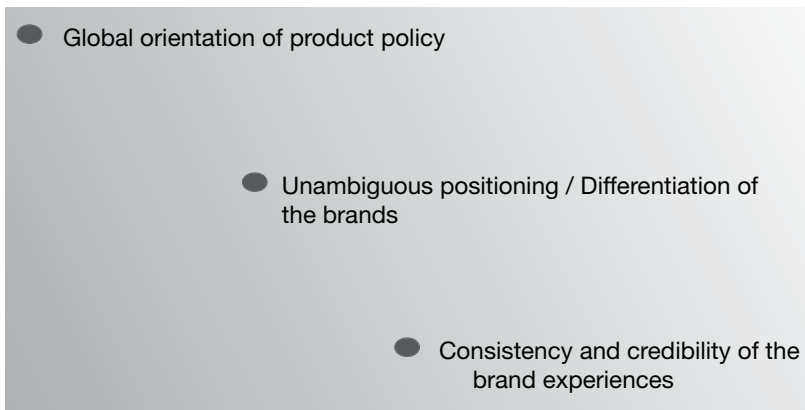 Global orientation of product policy
Unambiguous positioning / Differentiation of
the brands
Consistency and credibility of the
brand experiences